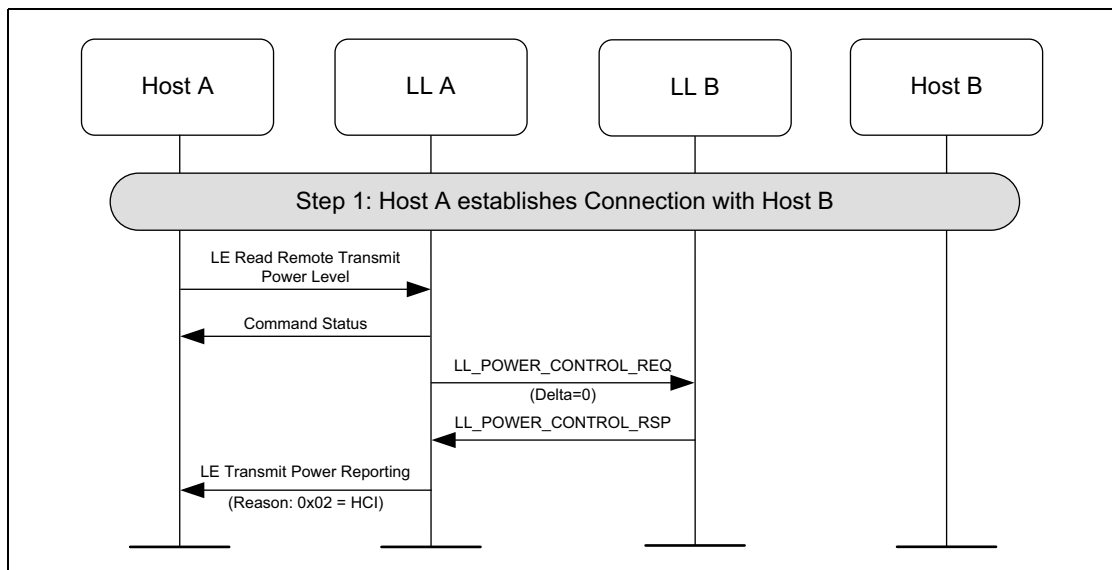 Host A
LL A
LL B
Host B
Step 1: Host A establishes Connection with Host B
LE Read Remote Transmit
Power Level
Command Status
LL_POWER_CONTROL_REQ
(Delta=0)
LL_POWER_CONTROL_RSP
LE Transmit Power Reporting
(Reason: 0x02 = HCI)